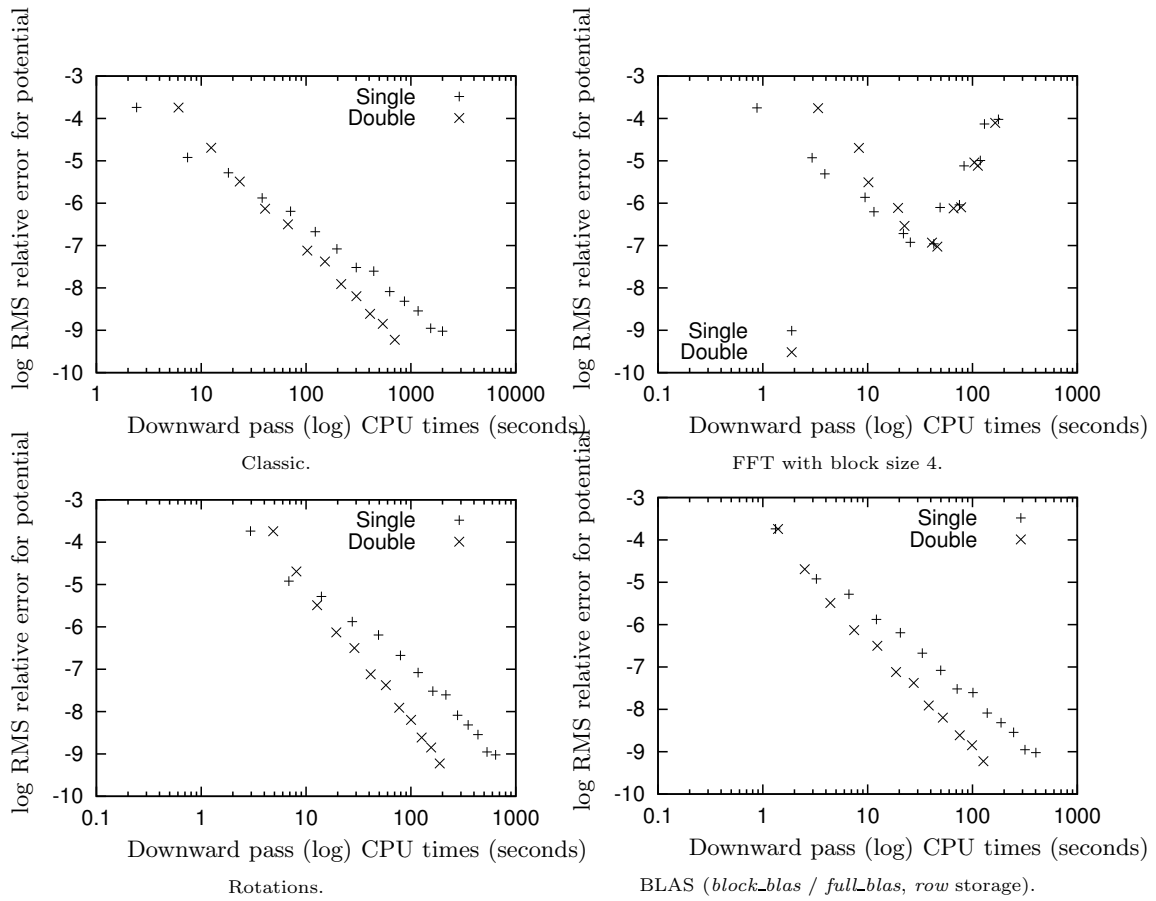 log RMS relative error for potential
-3
-4
-5
-6
-7
-8
-9
-10
1
10
100
1000
10000
Single
Double
Downward pass (log) CPU times (seconds)
Classic.
log RMS relative error for potential
-3
-4
-5
-6
-7
-8
-9
-10
0.1
1
10
100
1000
Single
Double
Downward pass (log) CPU times (seconds)
FFT with block size 4.
log RMS relative error for potential
-3
-4
-5
-6
-7
-8
-9
-10
0.1
1
10
100
1000
Single
Double
Downward pass (log) CPU times (seconds)
Rotations.
log RMS relative error for potential
-3
-4
-5
-6
-7
-8
-9
-10
0.1
1
10
100
1000
Single
Double
Downward pass (log) CPU times (seconds)
BLAS (block_blas / full_blas, row storage).